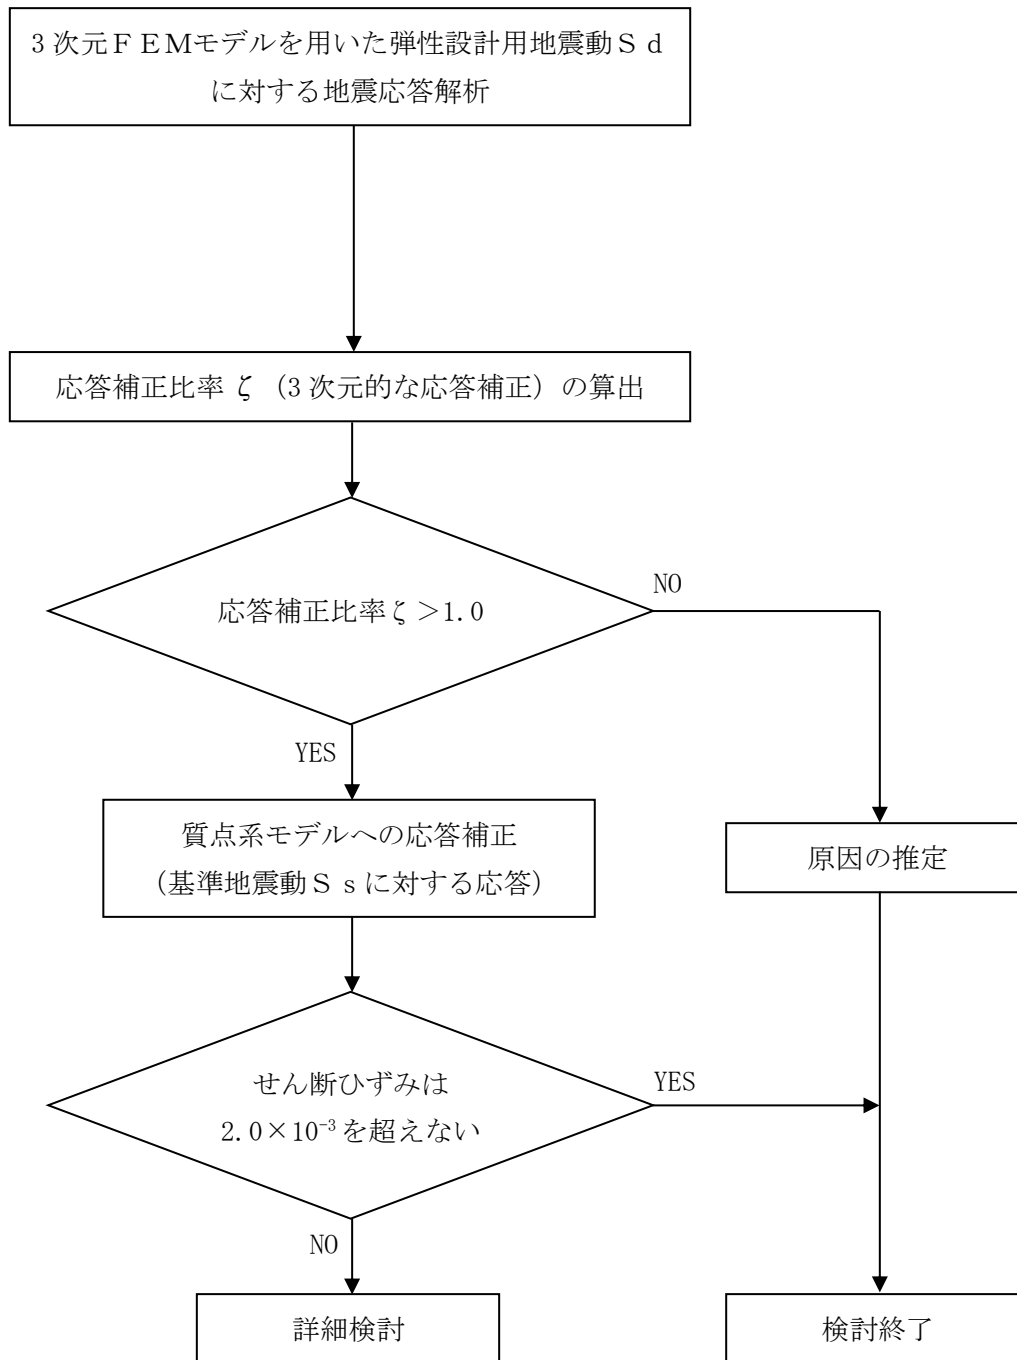 3次元FEMモデルを用いた弾性設計用地震動Sd
に対する地震応答解析
応答補正比率ζ(3次元的な応答補正)の算出
応答補正比率ζ>1.0
NO
YES
質点系モデルへの応答補正
(基準地震動Ssに対する応答)
原因の推定
せん断ひずみは
2.0×10⁻³を超えない
YES
NO
詳細検討
検討終了